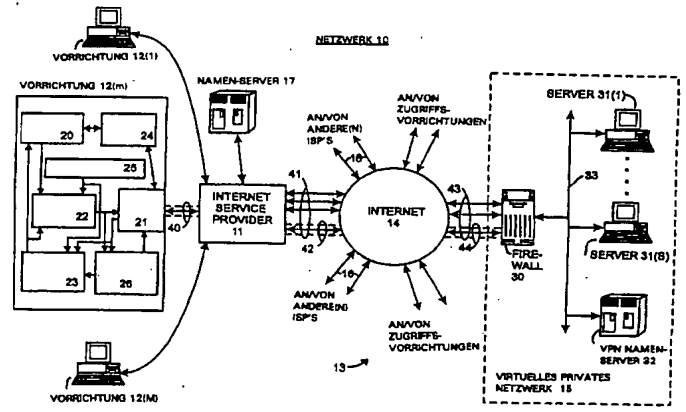 NETZWERK 10
VORRICHTUNG 12(1)
VORRICHTUNG 12(m)
20
24
25
22
21
23
26
40
VORRICHTUNG 12(M)
NAMEN-SERVER 17
INTERNET
SERVICE
PROVIDER
11
41
42
AN/VON
ANDERE(N)
ISP'S
16
AN/VON
ZUGRIFFS-
VORRICHTUNGEN
INTERNET
14
AN/VON
ANDERE(N)
ISP'S
16
AN/VON
ZUGRIFFS-
VORRICHTUNGEN
13
43
44
FIRE-
WALL
30
SERVER 31(1)
33
SERVER 31(S)
VPN NAMEN-
SERVER 32
VIRTUELLES PRIVATES
NETZWERK 15